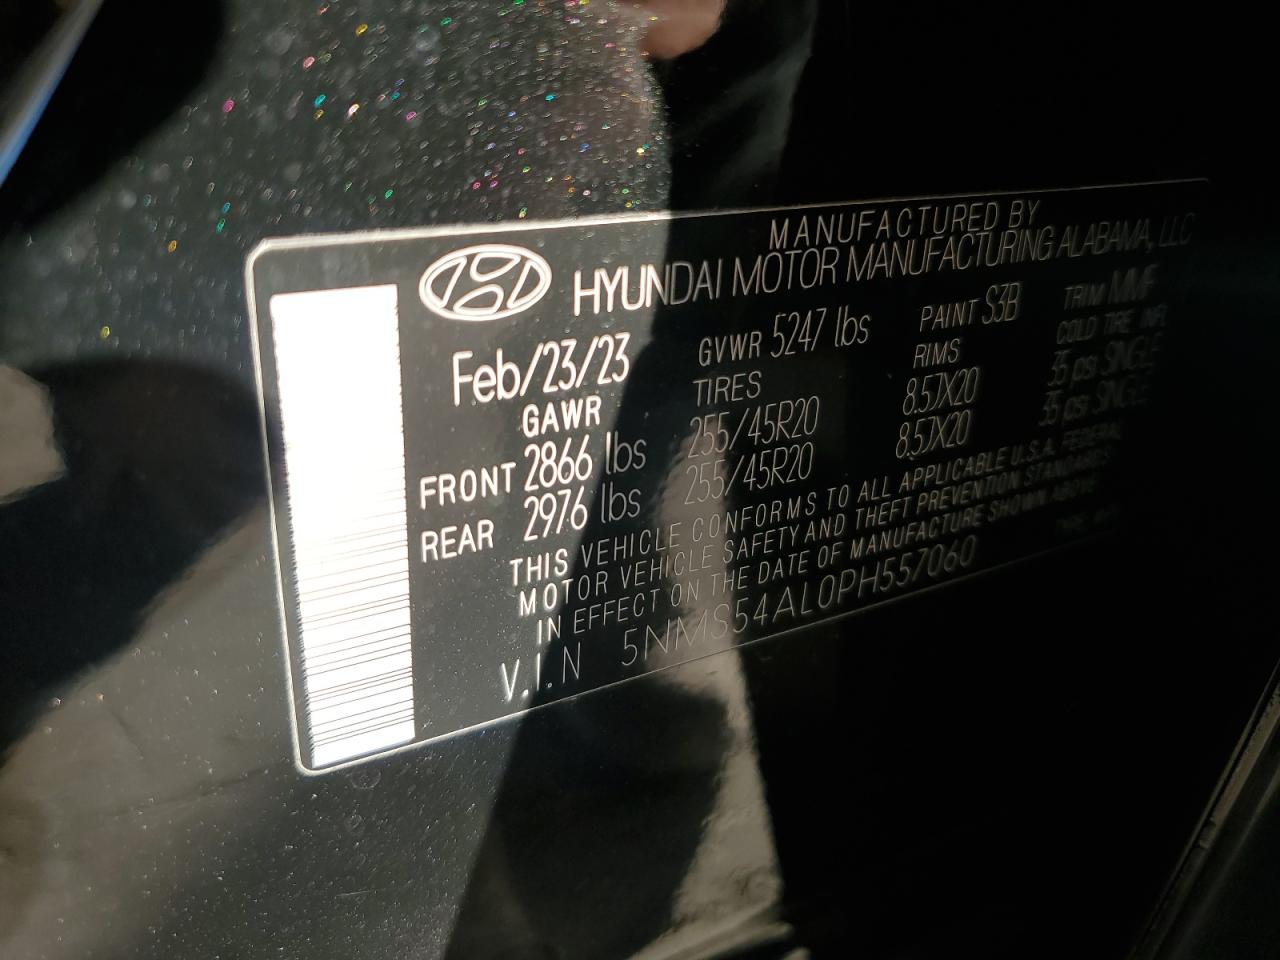 MANUFACTURED BY
HYUNDAI MOTOR MANUFACTURING ALABAMA, LLC
Feb/23/23 GVWR 5247 lbs PAINT S3B TRIM MMF
GAWR TIRES RIMS COLD TIRE INFL
FRONT 2866 lbs 255/45R20 8.5JX20 35 psi SINGLE
REAR 2976 lbs 255/45R20 8.5JX20 35 psi SINGLE
THIS VEHICLE CONFORMS TO ALL APPLICABLE U.S.A. FEDERAL
MOTOR VEHICLE SAFETY AND THEFT PREVENTION STANDARDS
IN EFFECT ON THE DATE OF MANUFACTURE SHOWN ABOVE
V.I.N 5NMS54AL0PH557060 TYPE